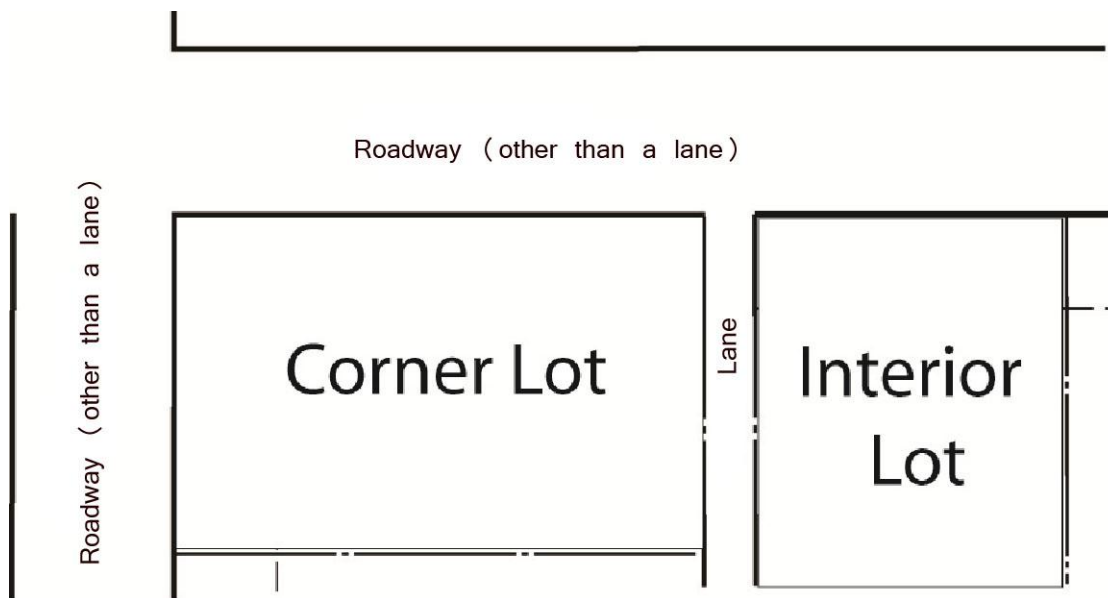 Roadway (other than a lane)
Roadway (other than a lane)
Corner Lot
Lane
Interior
Lot